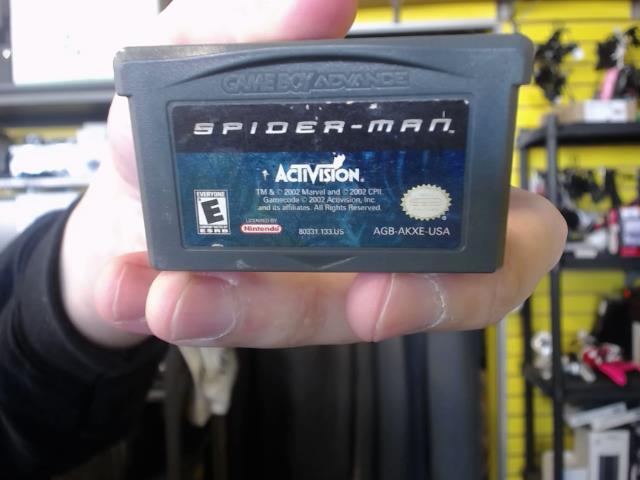 GAME BOY ADVANCE
SPIDER-MAN™
ACTIVISION.
TM & © 2002 Marvel and © 2002 CPII.
Gamecode © 2002 Activision, Inc
and its affiliates. All Rights Reserved.
EVERYONE
E
ESRB
LICENSED BY
Nintendo
80331.133.US
AGB-AKXE-USA